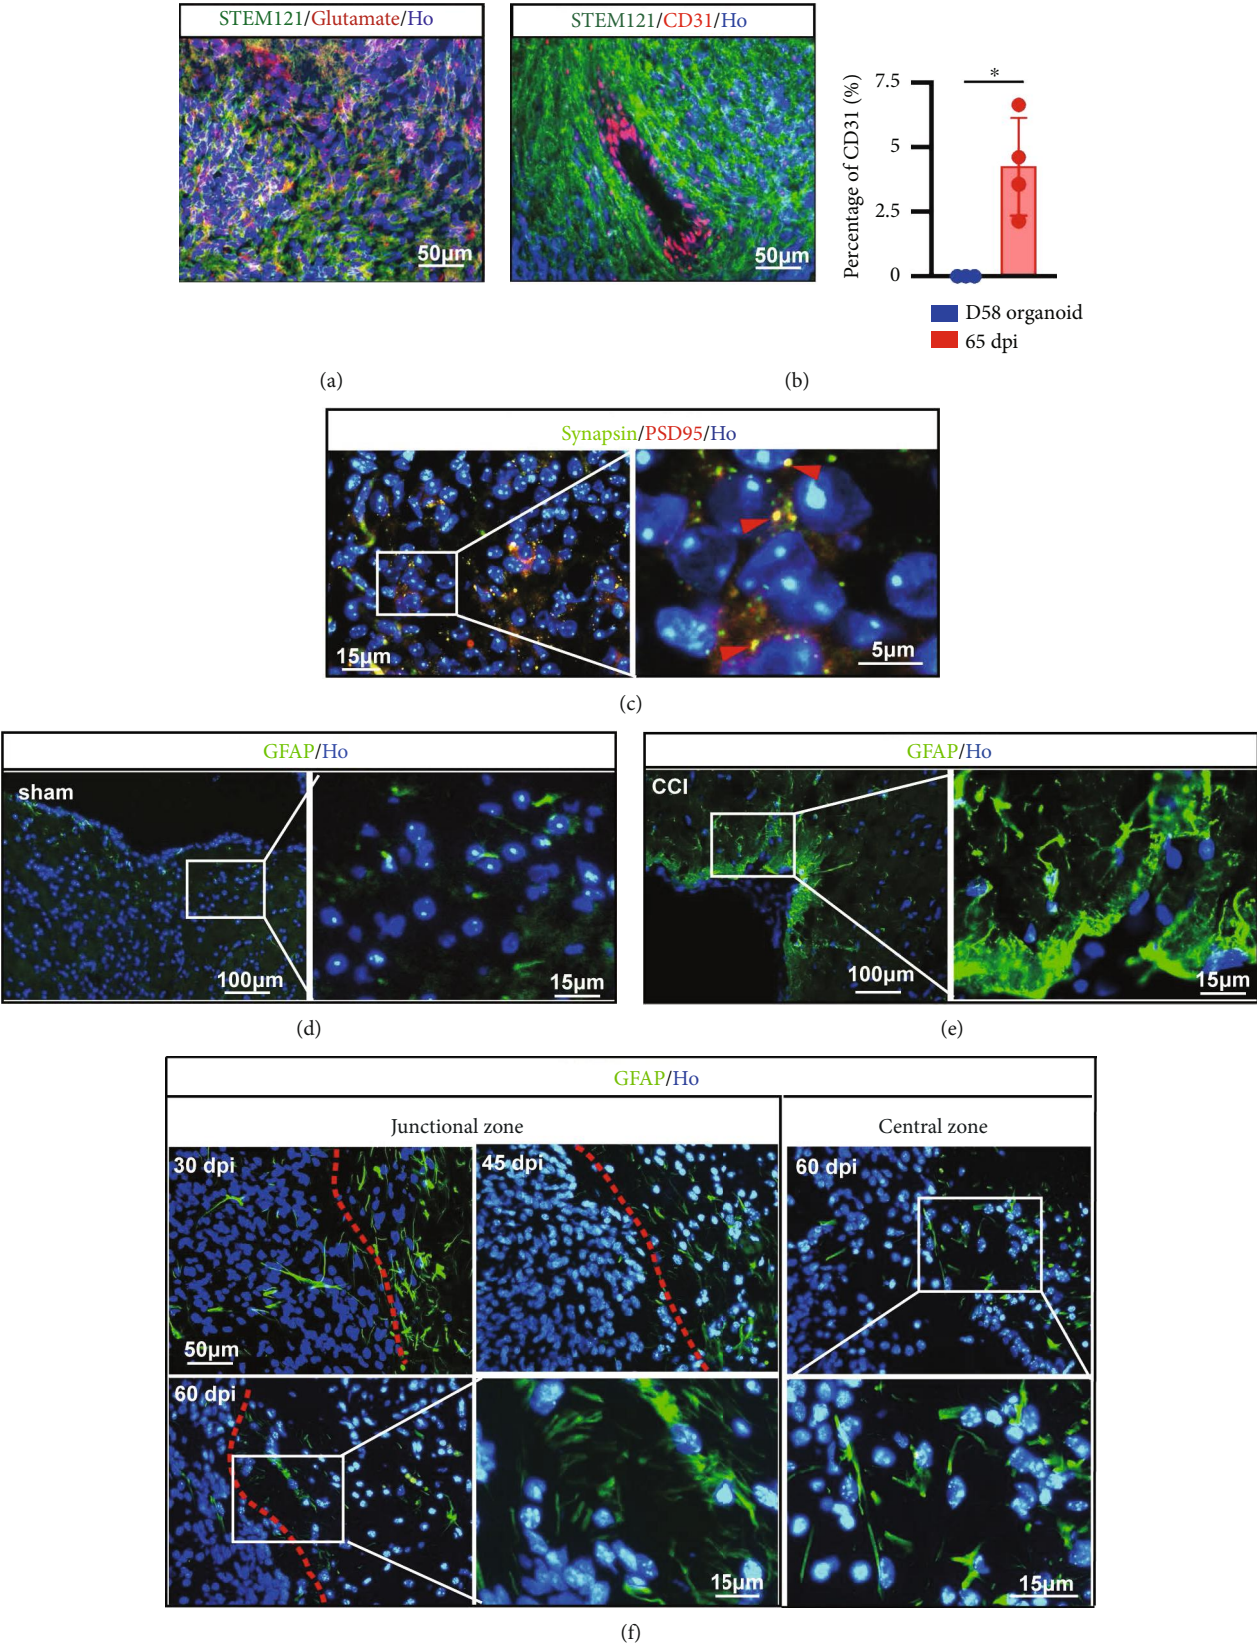 STEM121/Glutamate/Ho
50μm
(a)
STEM121/CD31/Ho
50μm
Percentage of CD31 (%)
7.5
5
2.5
0
*
D58 organoid
65 dpi
(b)
Synapsin/PSD95/Ho
15μm
5μm
(c)
GFAP/Ho
sham
100μm
15μm
(d)
GFAP/Ho
CCI
100μm
15μm
(e)
GFAP/Ho
Junctional zone
Central zone
30 dpi
50μm
45 dpi
60 dpi
60 dpi
15μm
15μm
(f)